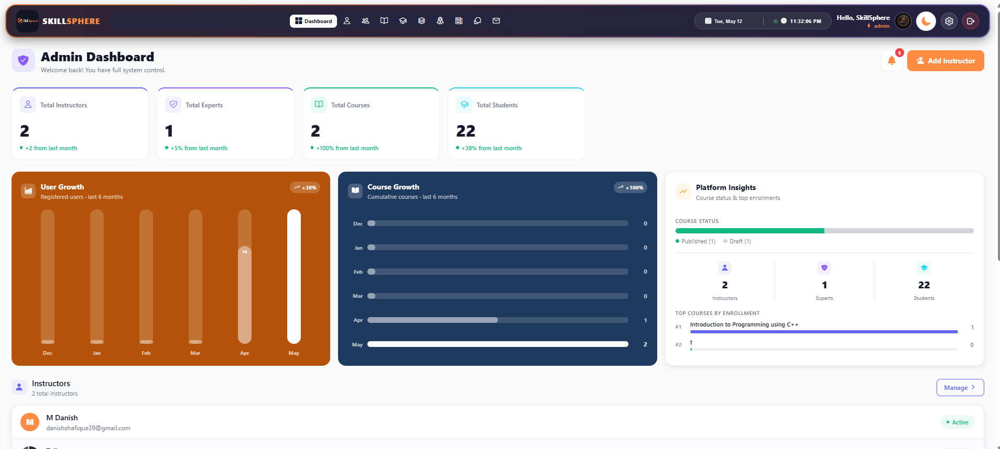 Skill Sphere
SKILLSPHERE
Dashboard
Tue, May 12
11:32:06 PM
Hello, SkillSphere
admin
Admin Dashboard
Welcome back! You have full system control.
1
Add Instructor
Total Instructors
2
+2 from last month
Total Experts
1
+5% from last month
Total Courses
2
+100% from last month
Total Students
22
+38% from last month
User Growth
Registered users · last 6 months
+38%
16
Dec Jan Feb Mar Apr May
Course Growth
Cumulative courses · last 6 months
+100%
Dec 0
Jan 0
Feb 0
Mar 0
Apr 1
May 2
Platform Insights
Course status & top enrollments
COURSE STATUS
Published (1) Draft (1)
2
Instructors
1
Experts
22
Students
TOP COURSES BY ENROLLMENT
#1 Introduction to Programming using C++ 1
#2 t 0
Instructors
2 total instructors
Manage
M
M Danish
danishshafique39@gmail.com
Active